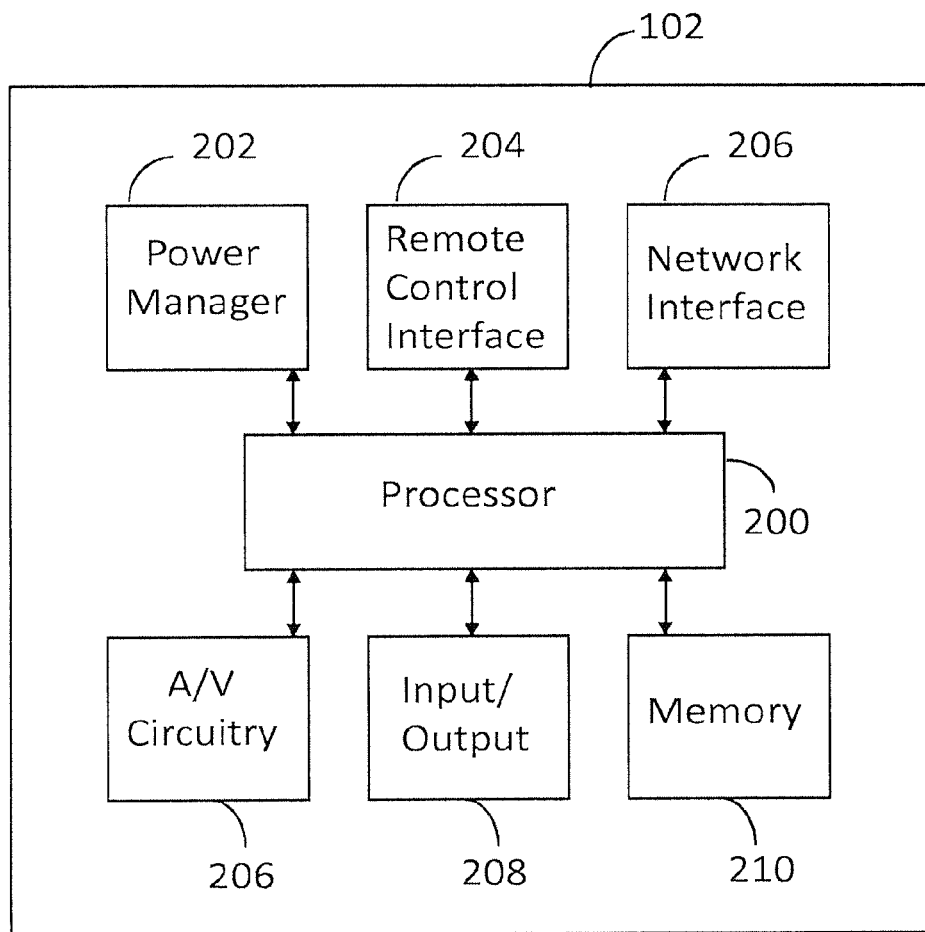 102
202
204
206
Power
Manager
Remote
Control
Interface
Network
Interface
Processor
200
A/V
Circuitry
Input/
Output
Memory
206
208
210